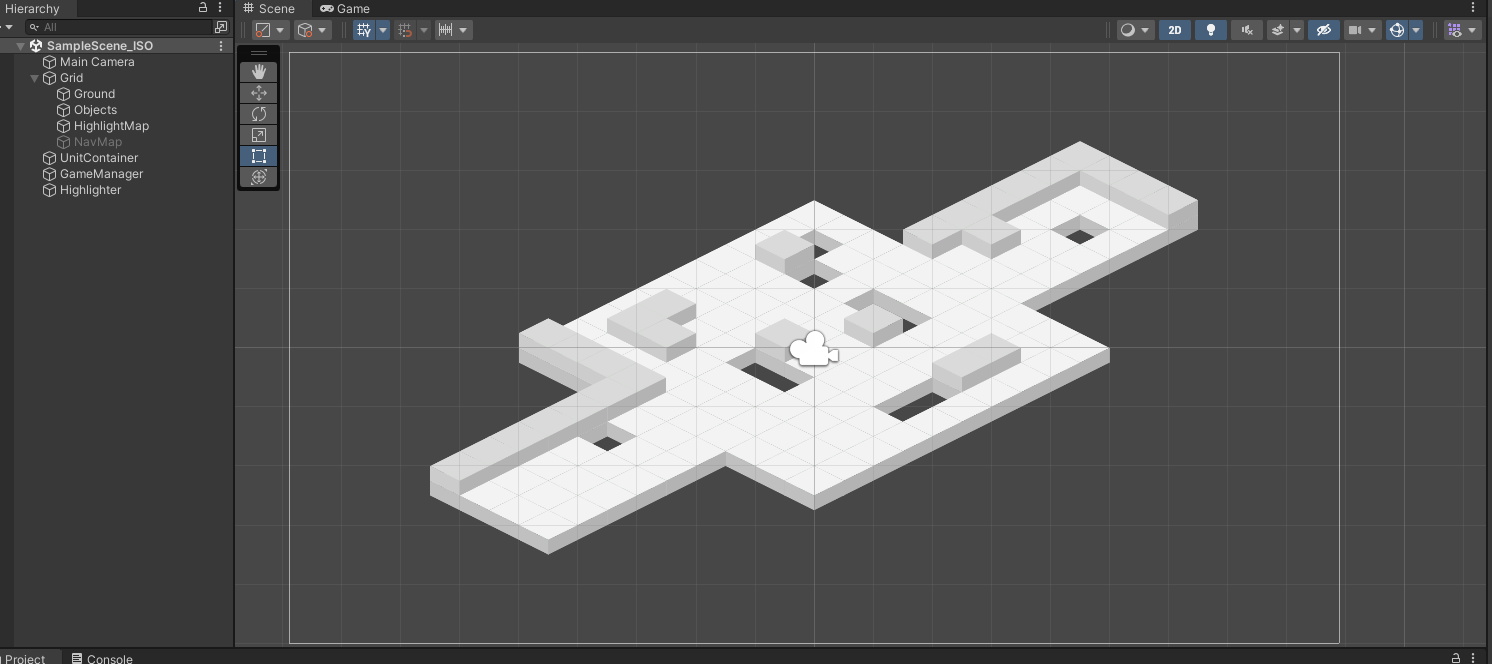 Hierarchy
Scene
Game
All
2D
SampleScene_ISO
Main Camera
Grid
Ground
Objects
HighlightMap
NavMap
UnitContainer
GameManager
Highlighter
Project
Console